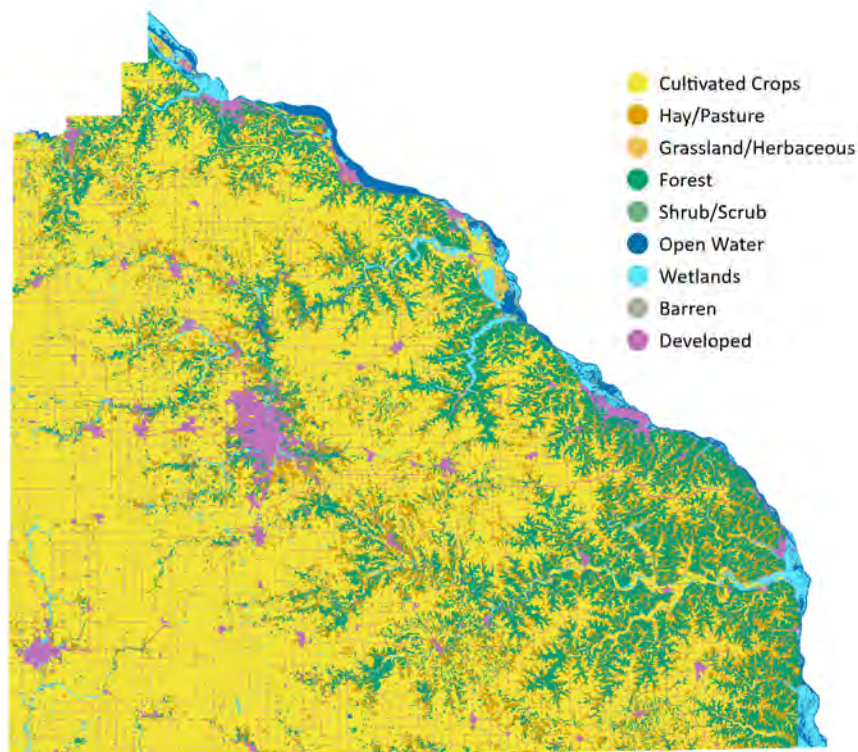 Cultivated Crops
Hay/Pasture
Grassland/Herbaceous
Forest
Shrub/Scrub
Open Water
Wetlands
Barren
Developed